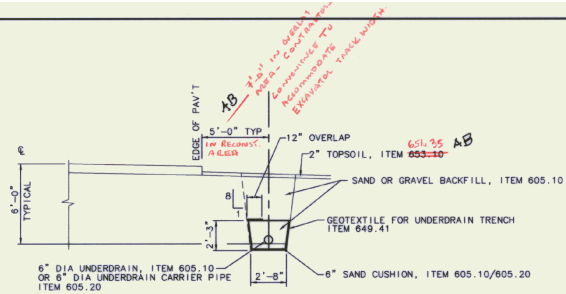 7'-0" IN OVERLAY
AREA - CONTRACTOR
CONVENIENCE TO
ACCOMMODATE
EXCAVATOR TRACK WIDTH
AB
EDGE OF PAV'T
5'-0" TYP
IN RECONST.
AREA
12" OVERLAP
651.35 AB
2" TOPSOIL, ITEM 653.10
℄
6'-0"
TYPICAL
8
1
SAND OR GRAVEL BACKFILL, ITEM 605.10
GEOTEXTILE FOR UNDERDRAIN TRENCH
ITEM 649.41
2'-3"
6" DIA UNDERDRAIN, ITEM 605.10
OR 6" DIA UNDERDRAIN CARRIER PIPE
ITEM 605.20
2'-8"
6" SAND CUSHION, ITEM 605.10/605.20